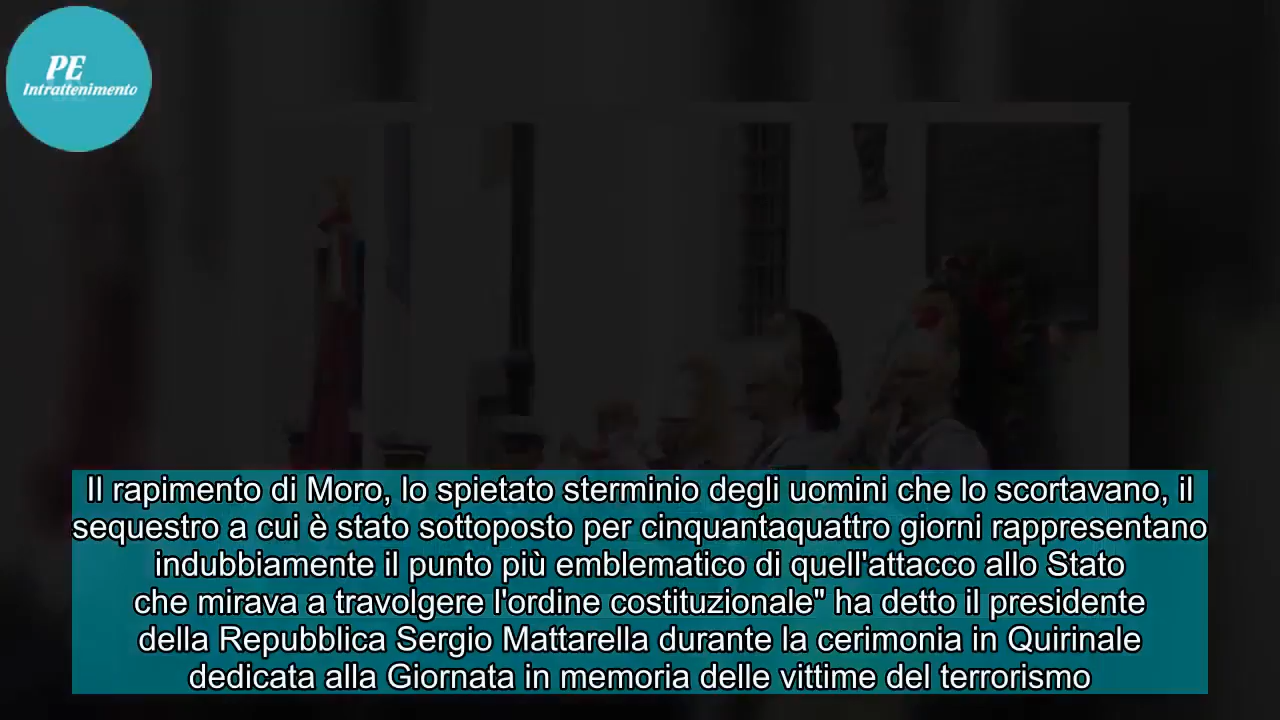 PE
Intrattenimento
Il rapimento di Moro, lo spietato sterminio degli uomini che lo scortavano, il
sequestro a cui è stato sottoposto per cinquantaquattro giorni rappresentano
indubbiamente il punto più emblematico di quell'attacco allo Stato
che mirava a travolgere l'ordine costituzionale" ha detto il presidente
della Repubblica Sergio Mattarella durante la cerimonia in Quirinale
dedicata alla Giornata in memoria delle vittime del terrorismo